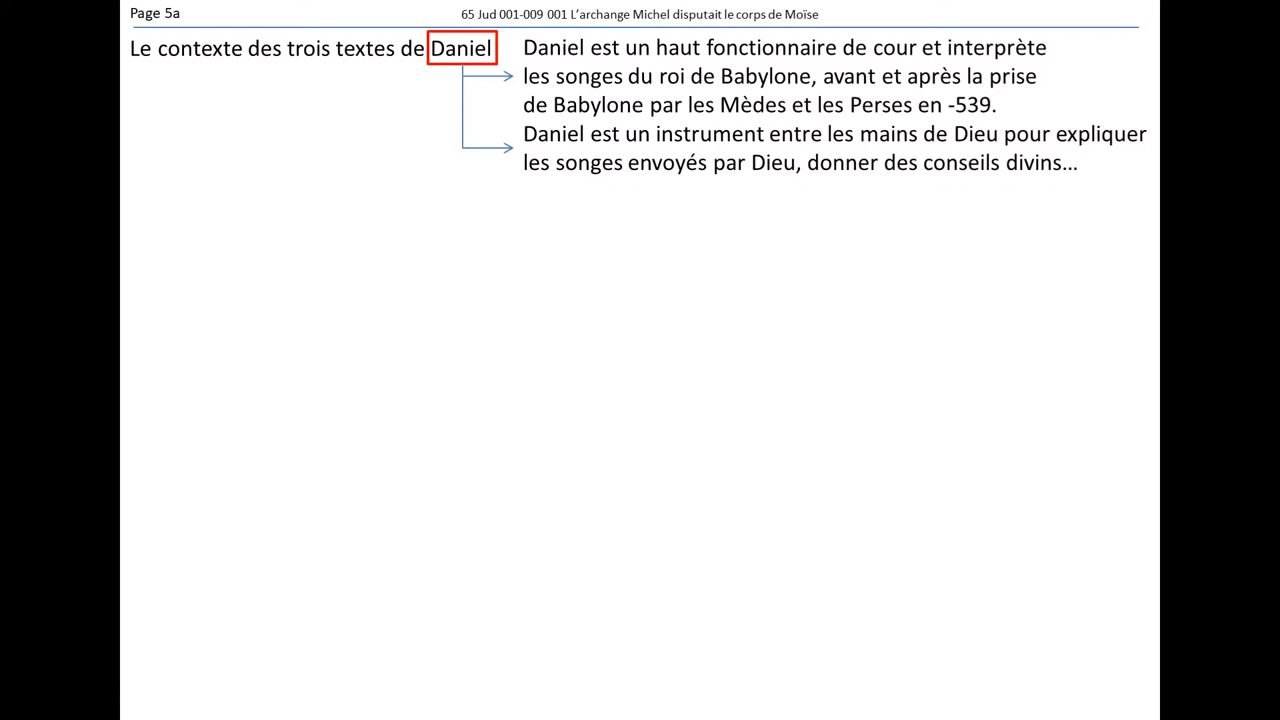 Page 5a
65 Jud 001-009 001 L’archange Michel disputait le corps de Moïse
Le contexte des trois textes de Daniel
Daniel est un haut fonctionnaire de cour et interprète
les songes du roi de Babylone, avant et après la prise
de Babylone par les Mèdes et les Perses en -539.
Daniel est un instrument entre les mains de Dieu pour expliquer
les songes envoyés par Dieu, donner des conseils divins…